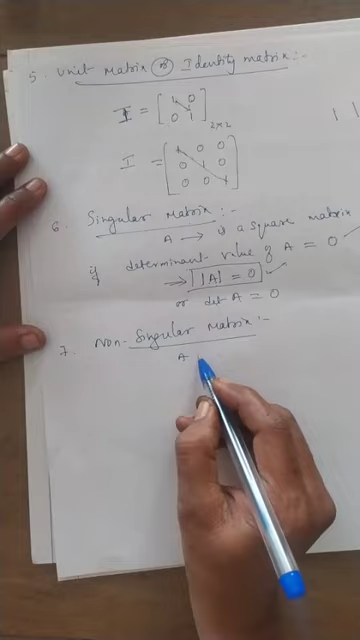 5. Unit Matrix or Identity matrix :-
I = [ 1 0
0 1 ] 2×2
I = [ 1 0 0
0 1 0
0 0 1 ]
6. Singular Matrix :-
A → is a square matrix
if determinant value of A = 0
⇒ |A| = 0 ✓
or det A = 0
7. Non-Singular Matrix :-
A